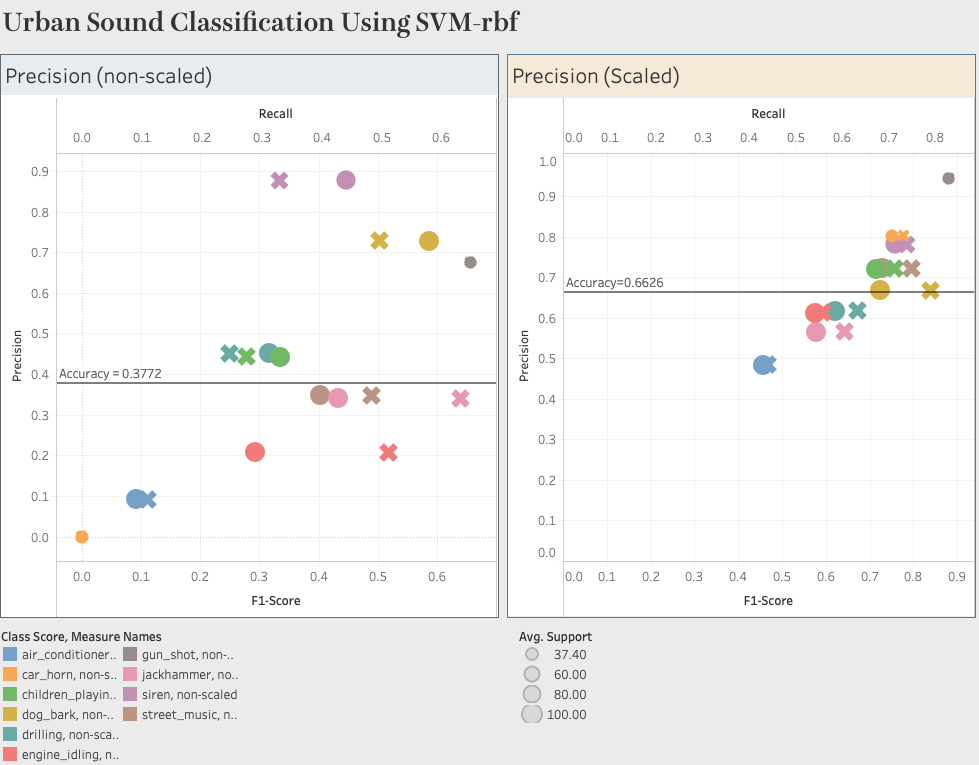 Urban Sound Classification Using SVM-rbf
Precision (non-scaled)
Recall
0.0 0.1 0.2 0.3 0.4 0.5 0.6
0.9
0.8
0.7
0.6
0.5
0.4
0.3
0.2
0.1
0.0
Precision
Accuracy = 0.3772
0.0 0.1 0.2 0.3 0.4 0.5 0.6
F1-Score
Precision (Scaled)
Recall
0.0 0.1 0.2 0.3 0.4 0.5 0.6 0.7 0.8
1.0
0.9
0.8
0.7
0.6
0.5
0.4
0.3
0.2
0.1
0.0
Precision
Accuracy=0.6626
0.0 0.1 0.2 0.3 0.4 0.5 0.6 0.7 0.8 0.9
F1-Score
Class Score, Measure Names
air_conditioner..
car_horn, non-s..
children_playin..
dog_bark, non-..
drilling, non-sca..
engine_idling, n..
gun_shot, non-..
jackhammer, no..
siren, non-scaled
street_music, n..
Avg. Support
37.40
60.00
80.00
100.00